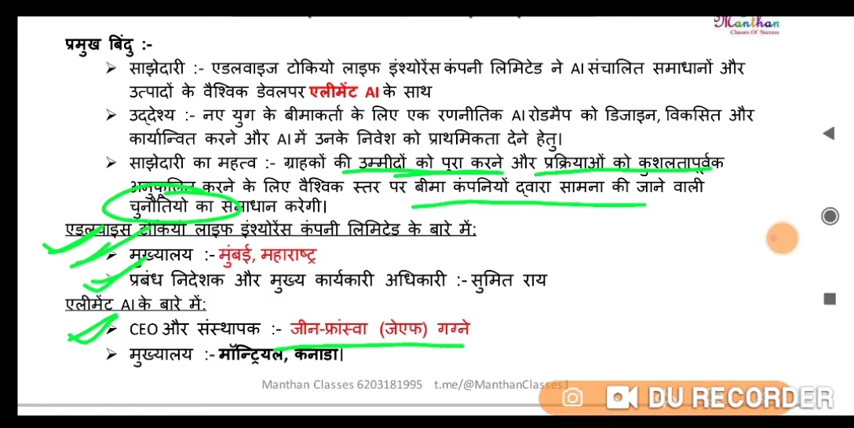 Manthan
Classes Of Success
प्रमुख बिंदु :-
➤ साझेदारी :- एडलवाइज टोकियो लाइफ इंश्योरेंस कंपनी लिमिटेड ने AI संचालित समाधानों और
उत्पादों के वैश्विक डेवलपर एलीमेंट AI के साथ
➤ उद्देश्य :- नए युग के बीमाकर्ता के लिए एक रणनीतिक AI रोडमैप को डिजाइन, विकसित और
कार्यान्वित करने और AI में उनके निवेश को प्राथमिकता देने हेतु।
➤ साझेदारी का महत्व :- ग्राहकों की उम्मीदों को पूरा करने और प्रक्रियाओं को कुशलतापूर्वक
अनुकूलित करने के लिए वैश्विक स्तर पर बीमा कंपनियों द्वारा सामना की जाने वाली
चुनौतियो का समाधान करेगी।
एडलवाइस टोकियो लाइफ इंश्योरेंस कंपनी लिमिटेड के बारे में:
➤ मुख्यालय :- मुंबई, महाराष्ट्र
➤ प्रबंध निदेशक और मुख्य कार्यकारी अधिकारी :- सुमित राय
एलीमेंट AI के बारे में:
➤ CEO और संस्थापक :- जीन-फ्रांस्वा (जेएफ) गग्ने
➤ मुख्यालय :- मॉन्ट्रियल, कनाडा।
Manthan Classes 6203181995 t.me/@ManthanClasses1
DU RECORDER